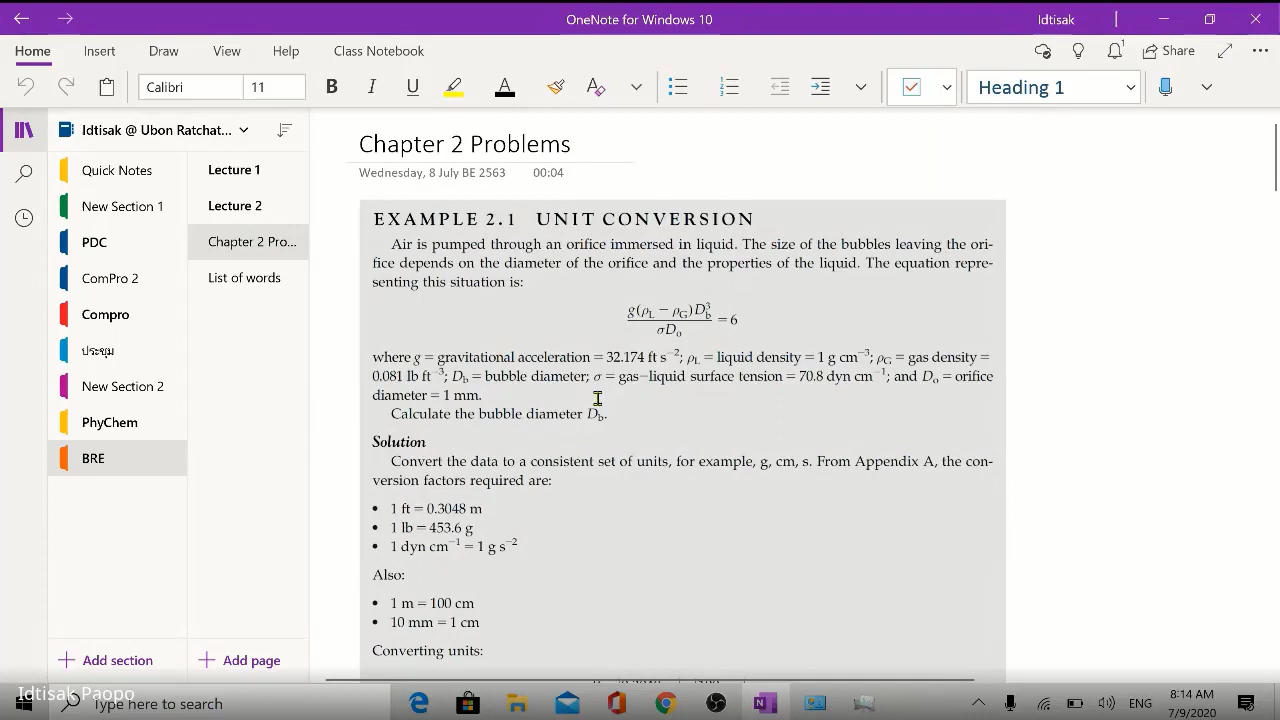 OneNote for Windows 10
Idtisak
Home Insert Draw View Help Class Notebook
Share
Calibri 11 B I U A Heading 1
Idtisak @ Ubon Ratchat...
Quick Notes
New Section 1
PDC
ComPro 2
Compro
ประชุม
New Section 2
PhyChem
BRE
Add section
Lecture 1
Lecture 2
Chapter 2 Pro...
List of words
Add page
Chapter 2 Problems
Wednesday, 8 July BE 2563 00:04
EXAMPLE 2.1 UNIT CONVERSION
Air is pumped through an orifice immersed in liquid. The size of the bubbles leaving the ori-
fice depends on the diameter of the orifice and the properties of the liquid. The equation repre-
senting this situation is:
g(ρL − ρG)Db³ / σDo = 6
where g = gravitational acceleration = 32.174 ft s⁻²; ρL = liquid density = 1 g cm⁻³; ρG = gas density =
0.081 lb ft⁻³; Db = bubble diameter; σ = gas−liquid surface tension = 70.8 dyn cm⁻¹; and Do = orifice
diameter = 1 mm.
Calculate the bubble diameter Db.
Solution
Convert the data to a consistent set of units, for example, g, cm, s. From Appendix A, the con-
version factors required are:
• 1 ft = 0.3048 m
• 1 lb = 453.6 g
• 1 dyn cm⁻¹ = 1 g s⁻²
Also:
• 1 m = 100 cm
• 10 mm = 1 cm
Converting units:
Idtisak Paopo
Type here to search
ENG
8:14 AM
7/9/2020